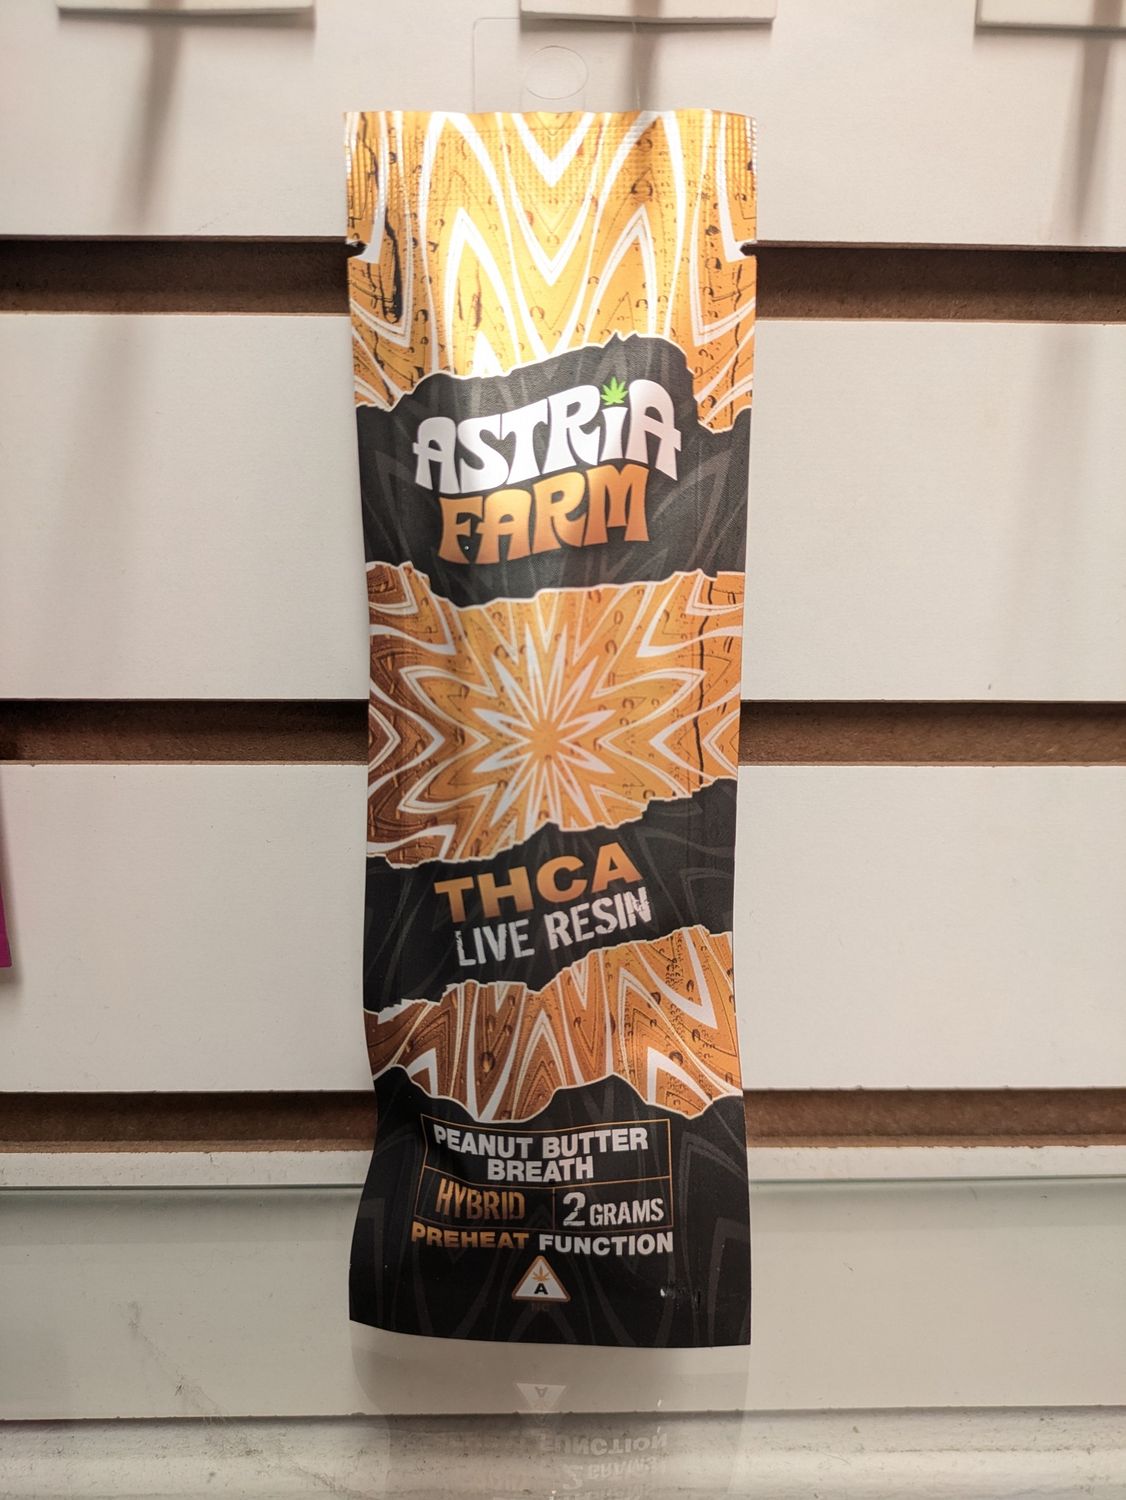 ASTRiA
FARM
THCA
LIVE RESIN
PEANUT BUTTER
BREATH
HYBRID
2 GRAMS
PREHEAT FUNCTION
A